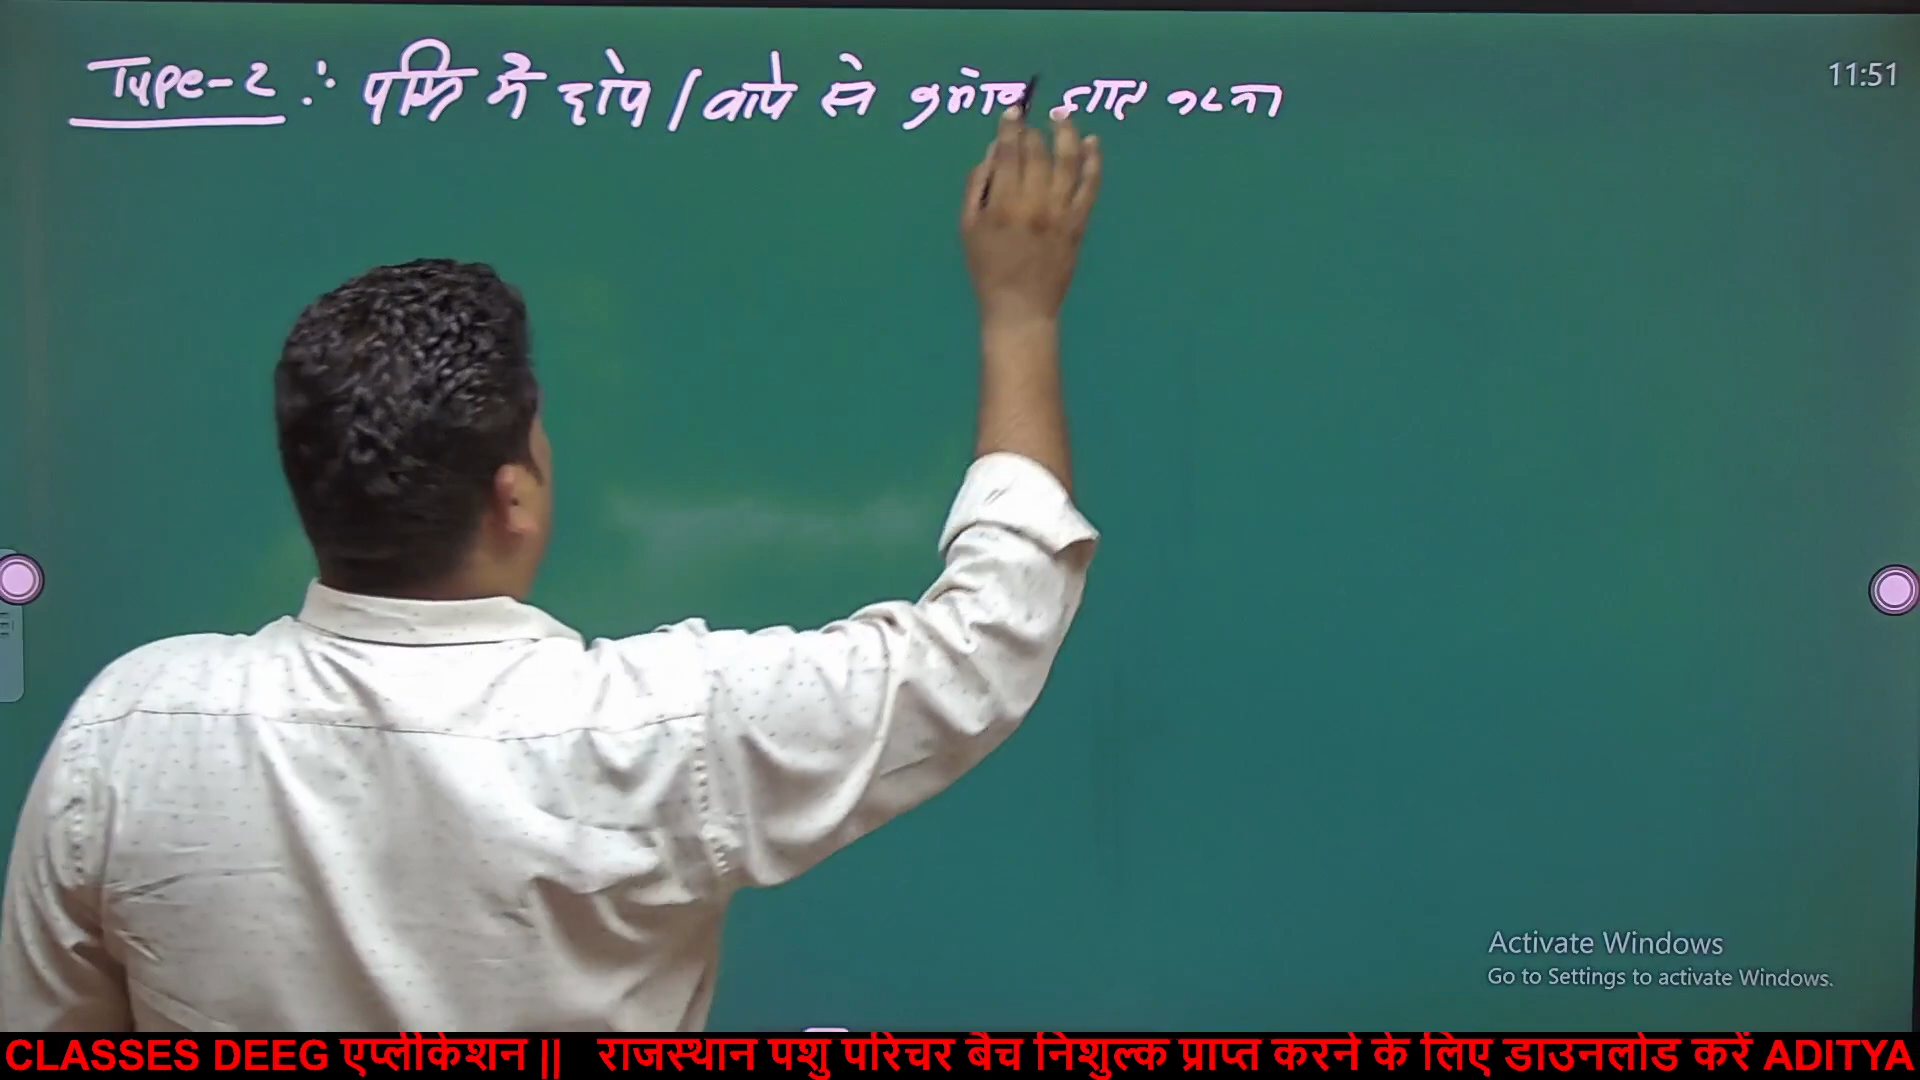 Type-2 :- पंक्ति में दांये / बांये से क्रमांक ज्ञात करना
11:51
Activate Windows
Go to Settings to activate Windows.
CLASSES DEEG एप्लीकेशन || राजस्थान पशु परिचर बैच निशुल्क प्राप्त करने के लिए डाउनलोड करें ADITYA